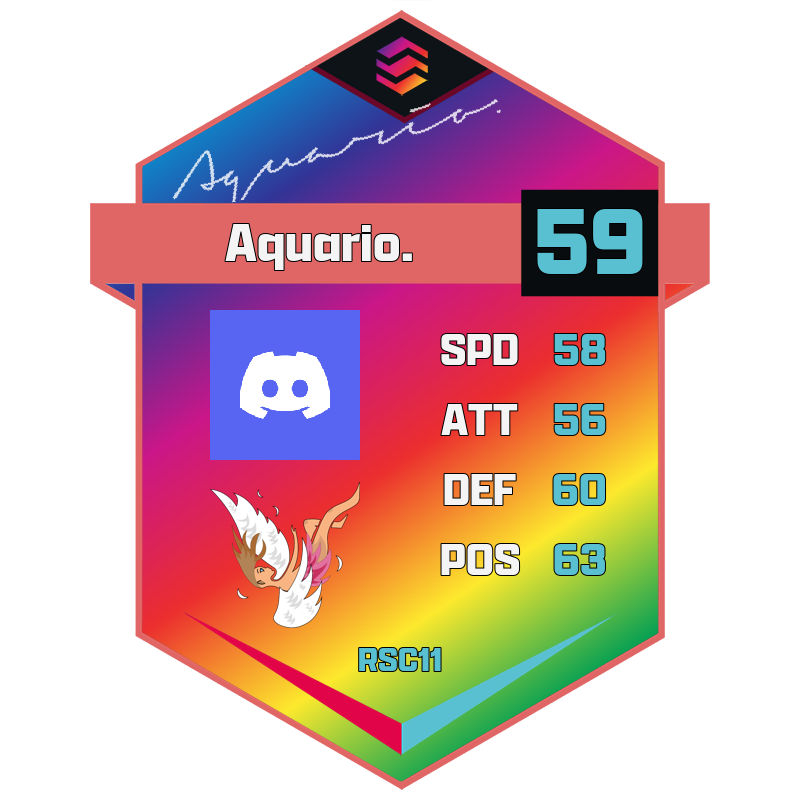 Aquario.
Aquario.
59
SPD 58
ATT 56
DEF 60
POS 63
RSC11